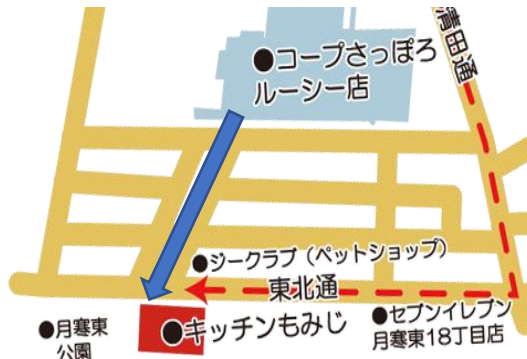 ●コープさっぽろ
ルーシー店
清田通
●ジークラブ（ペットショップ）
東北通
●月寒東
公園
●キッチンもみじ
●セブンイレブン
月寒東18丁目店